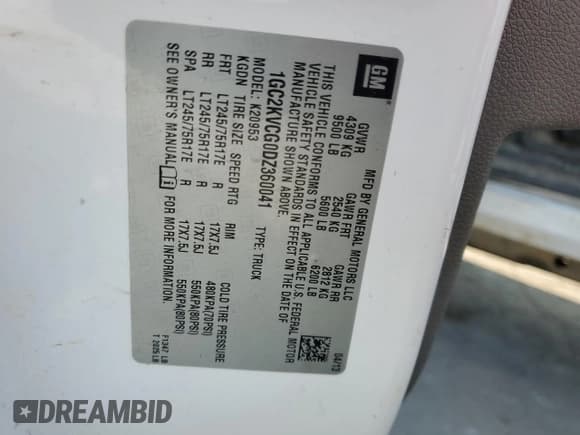 GM®
MFD BY GENERAL MOTORS LLC
GVWR GAWR FRT GAWR RR
4309 KG 2540 KG 2812 KG
9500 LB 5600 LB 6200 LB
04/13
THIS VEHICLE CONFORMS TO ALL APPLICABLE U.S. FEDERAL MOTOR
VEHICLE SAFETY STANDARDS IN EFFECT ON THE DATE OF
MANUFACTURE SHOWN ABOVE.
1GC2KVCG0DZ360041
TYPE: TRUCK
MODEL: K20953
KGDN TIRE SIZE SPEED RTG RIM COLD TIRE PRESSURE
FRT LT245/75R17E R 17X7.5J 480KPA(70PSI)
RR LT245/75R17E R 17X7.5J 550KPA(80PSI)
SPA LT245/75R17E R 17X7.5J 550KPA(80PSI)
SEE OWNER'S MANUAL FOR MORE INFORMATION.
F1347 LB
T 2025 LB
DREAMBID